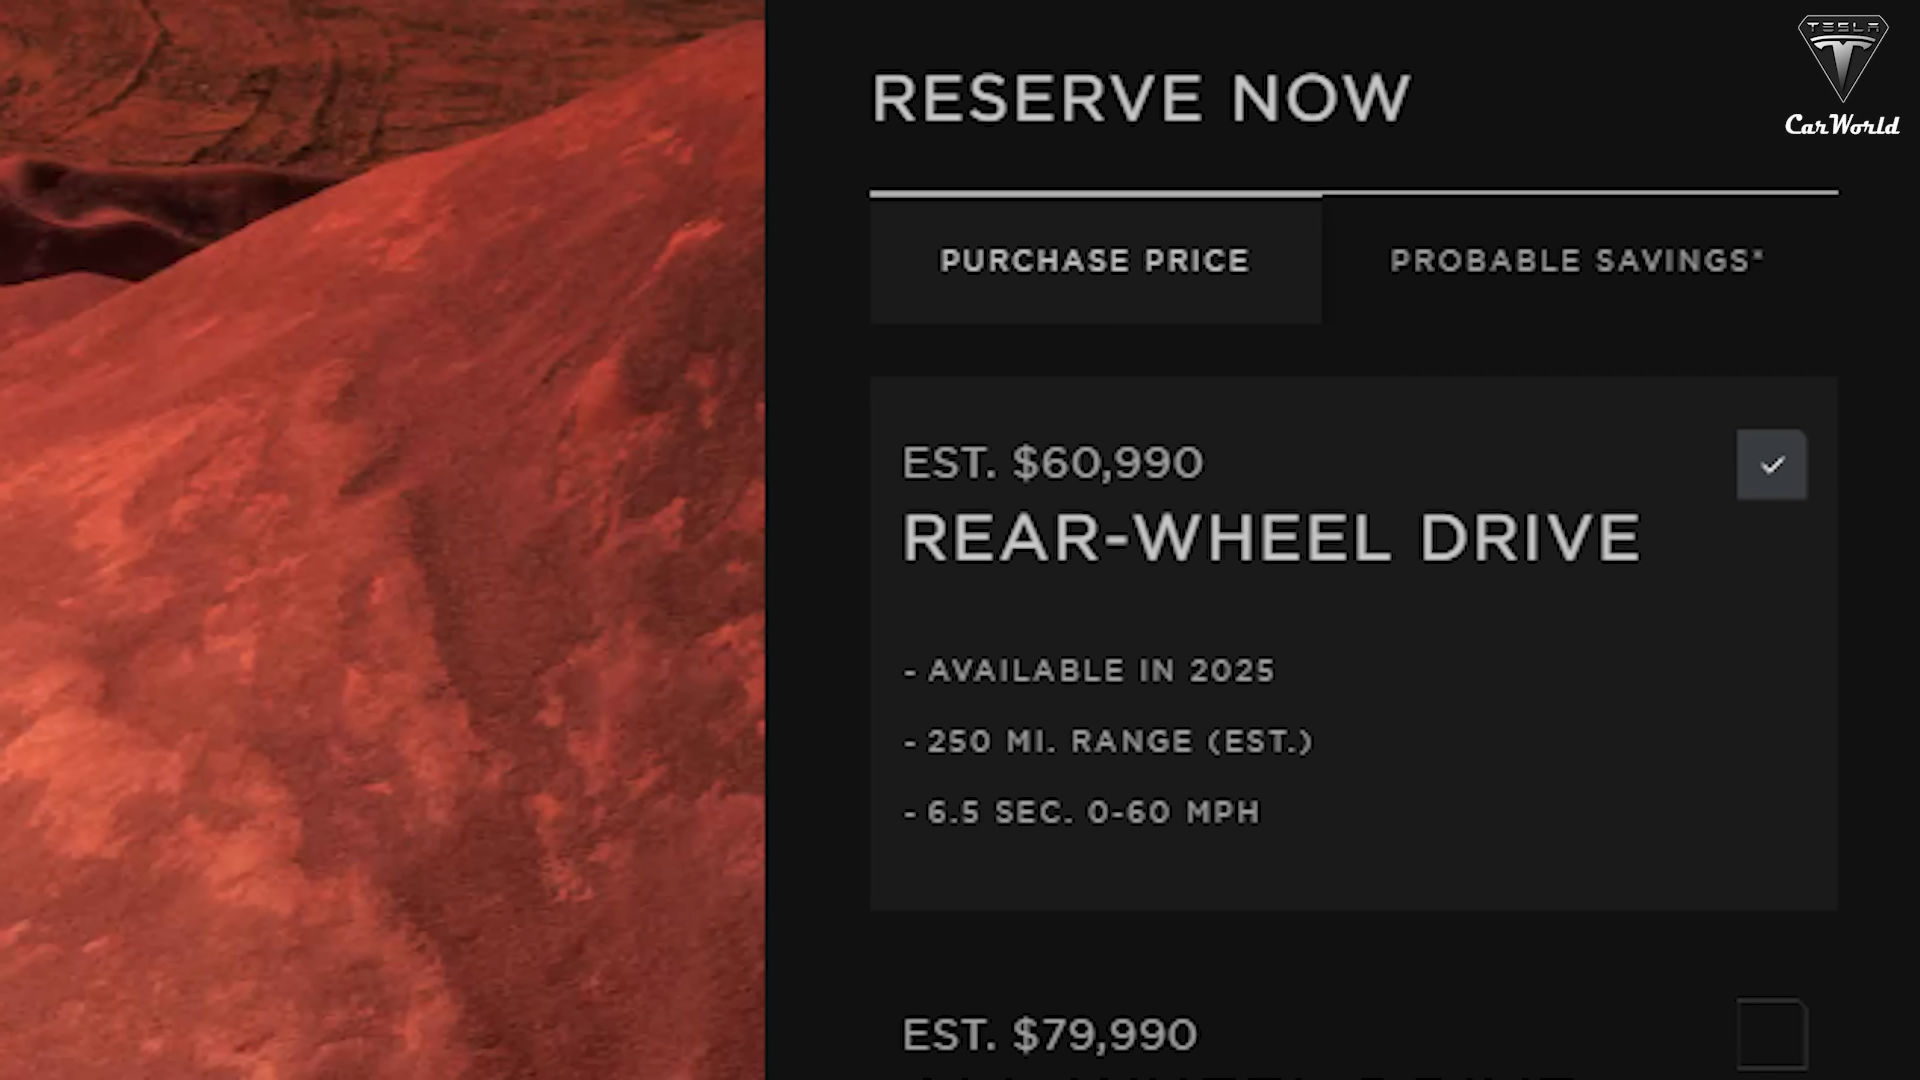 TESLA
CarWorld
RESERVE NOW
PURCHASE PRICE
PROBABLE SAVINGS*
EST. $60,990
REAR-WHEEL DRIVE
- AVAILABLE IN 2025
- 250 MI. RANGE (EST.)
- 6.5 SEC. 0-60 MPH
EST. $79,990